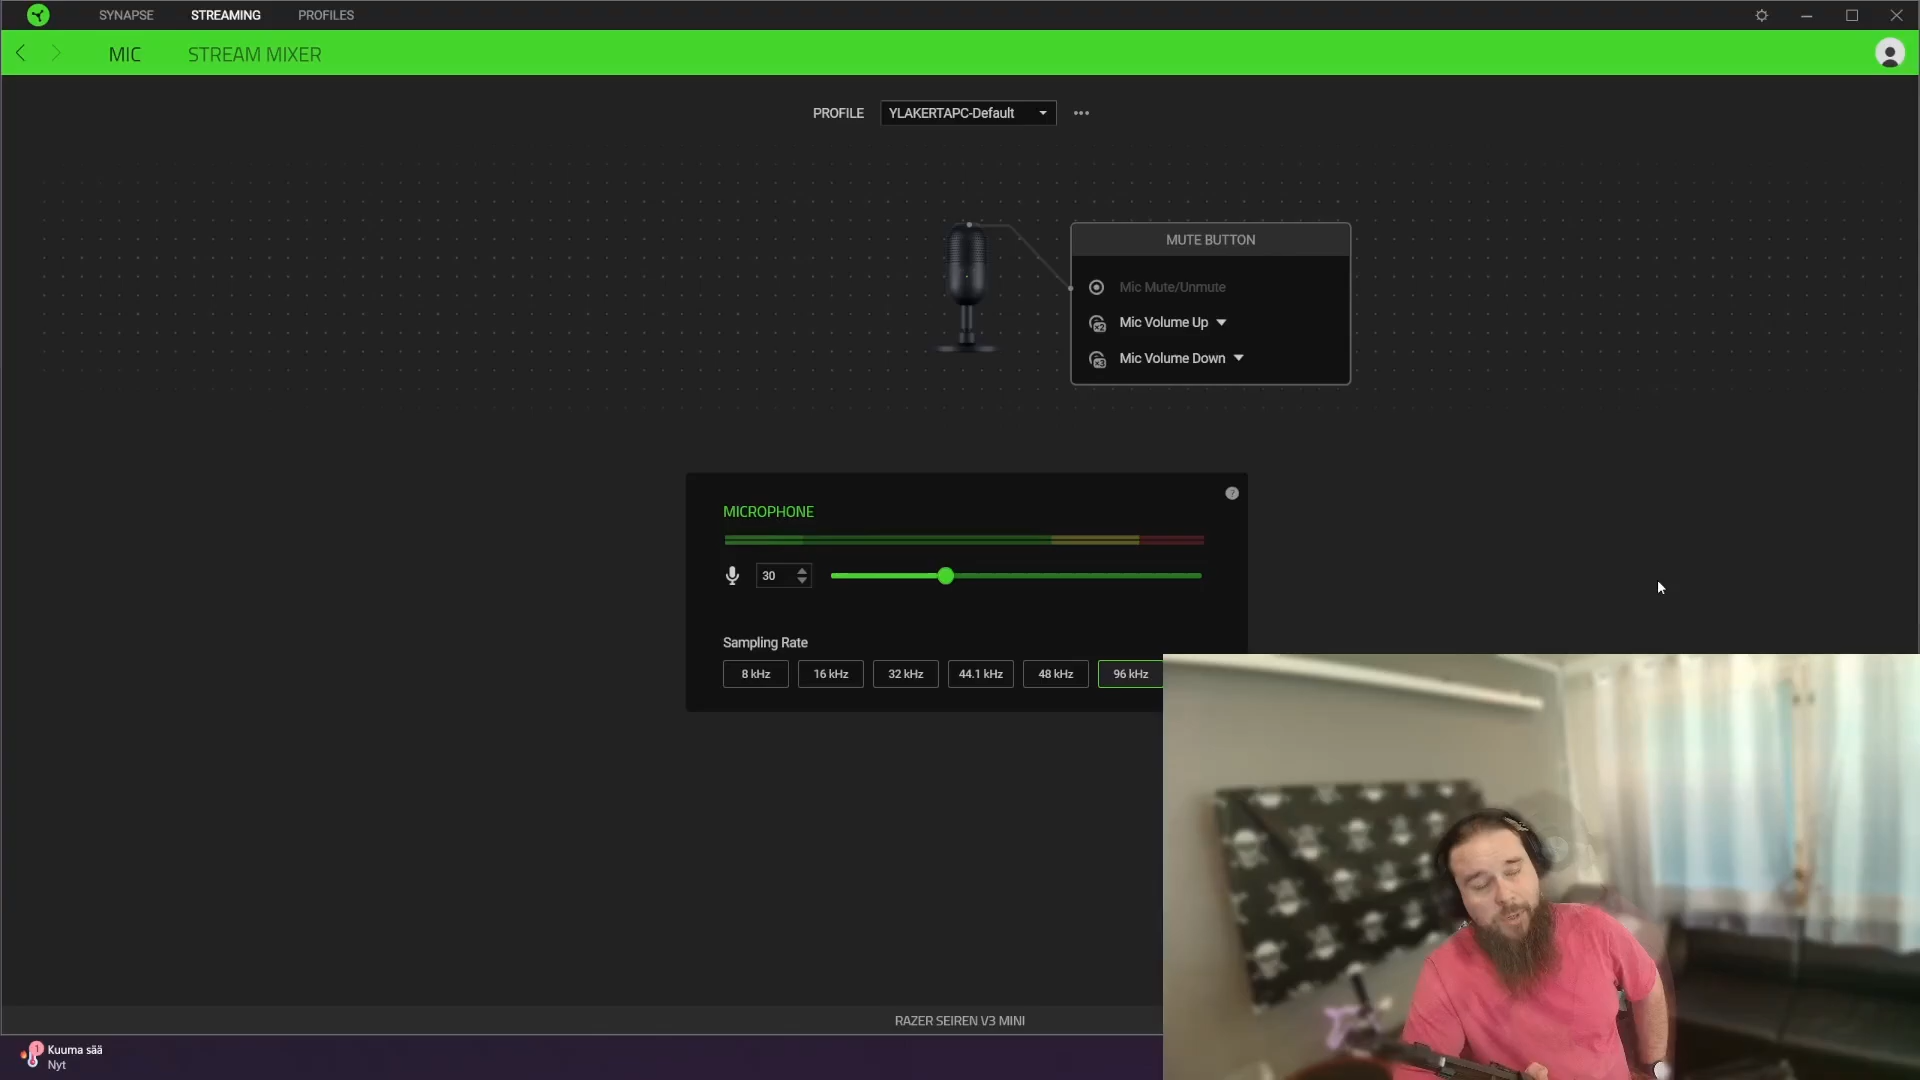 SYNAPSE STREAMING PROFILES
MIC STREAM MIXER
PROFILE YLAKERTAPC-Default
MUTE BUTTON
Mic Mute/Unmute
Mic Volume Up
Mic Volume Down
MICROPHONE
30
Sampling Rate
8 kHz 16 kHz 32 kHz 44.1 kHz 48 kHz 96 kHz
RAZER SEIREN V3 MINI
1
Kuuma sää
Nyt